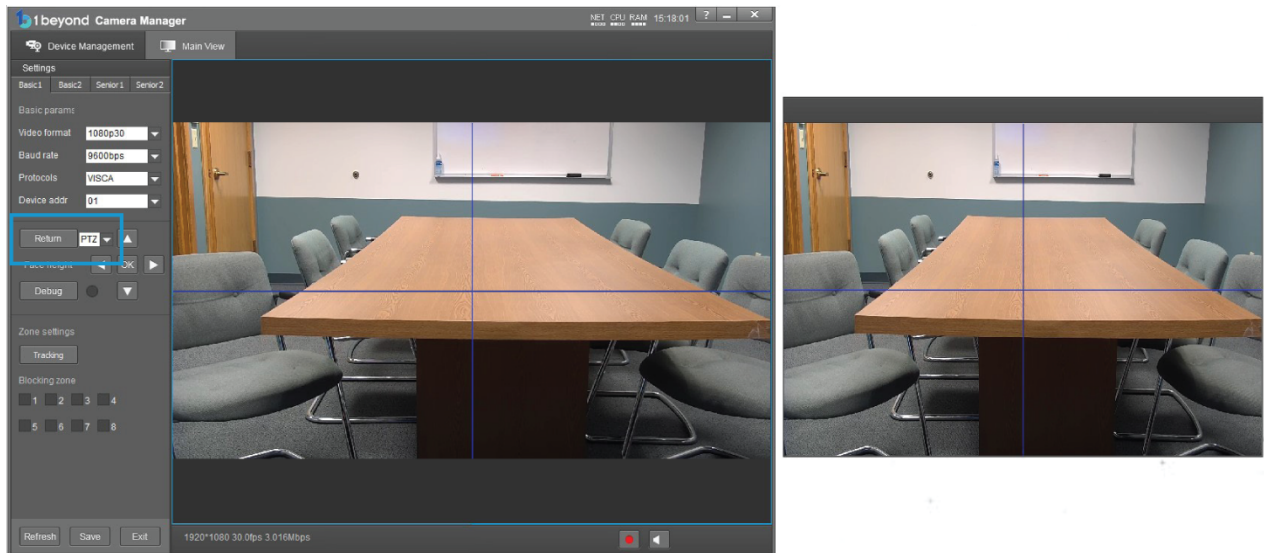 1 beyond Camera Manager
NET CPU RAM 15:18:01 ?
Device Management Main View
Settings
Basic1 Basic2 Senior1 Senior2
Basic params
Video format 1080p30
Baud rate 9600bps
Protocols VISCA
Device addr 01
Return PTZ
Face height OK
Debug
Zone settings
Tracking
Blocking zone
1 2 3 4
5 6 7 8
Refresh Save Exit 1920*1080 30.0fps 3.016Mbps